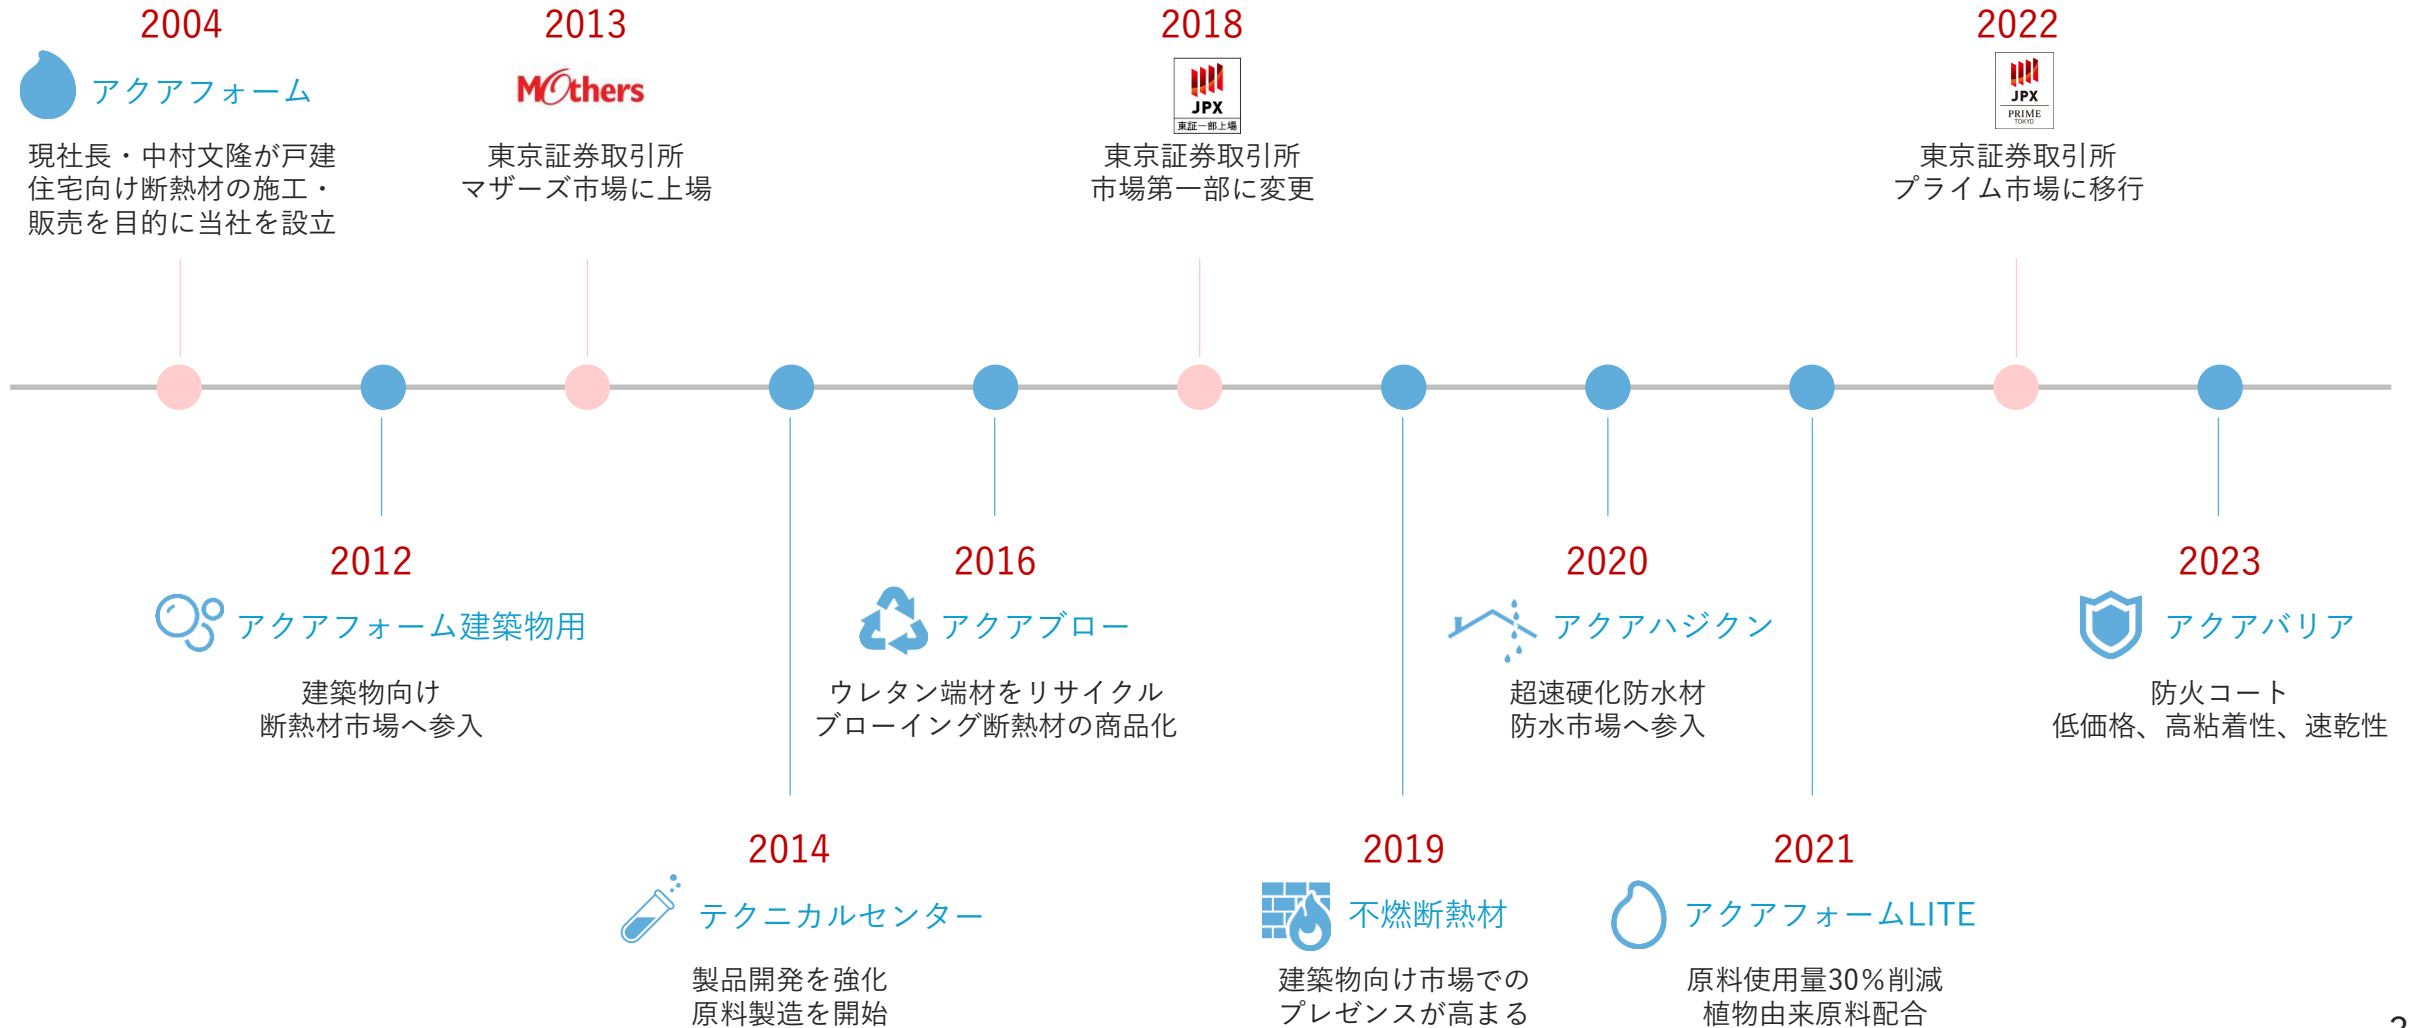 2004
アクアフォーム
現社長・中村文隆が戸建
住宅向け断熱材の施工・
販売を目的に当社を設立
2013
Mothers
東京証券取引所
マザーズ市場に上場
2018
JPX
東証一部上場
東京証券取引所
市場第一部に変更
2022
JPX
PRIME
TOKYO
東京証券取引所
プライム市場に移行
2012
アクアフォーム建築物用
建築物向け
断熱材市場へ参入
2016
アクアブロー
ウレタン端材をリサイクル
ブローイング断熱材の商品化
2020
アクアハジクン
超速硬化防水材
防水市場へ参入
2023
アクアバリア
防火コート
低価格、高粘着性、速乾性
2014
テクニカルセンター
製品開発を強化
原料製造を開始
2019
不燃断熱材
建築物向け市場での
プレゼンスが高まる
2021
アクアフォームLITE
原料使用量30%削減
植物由来原料配合